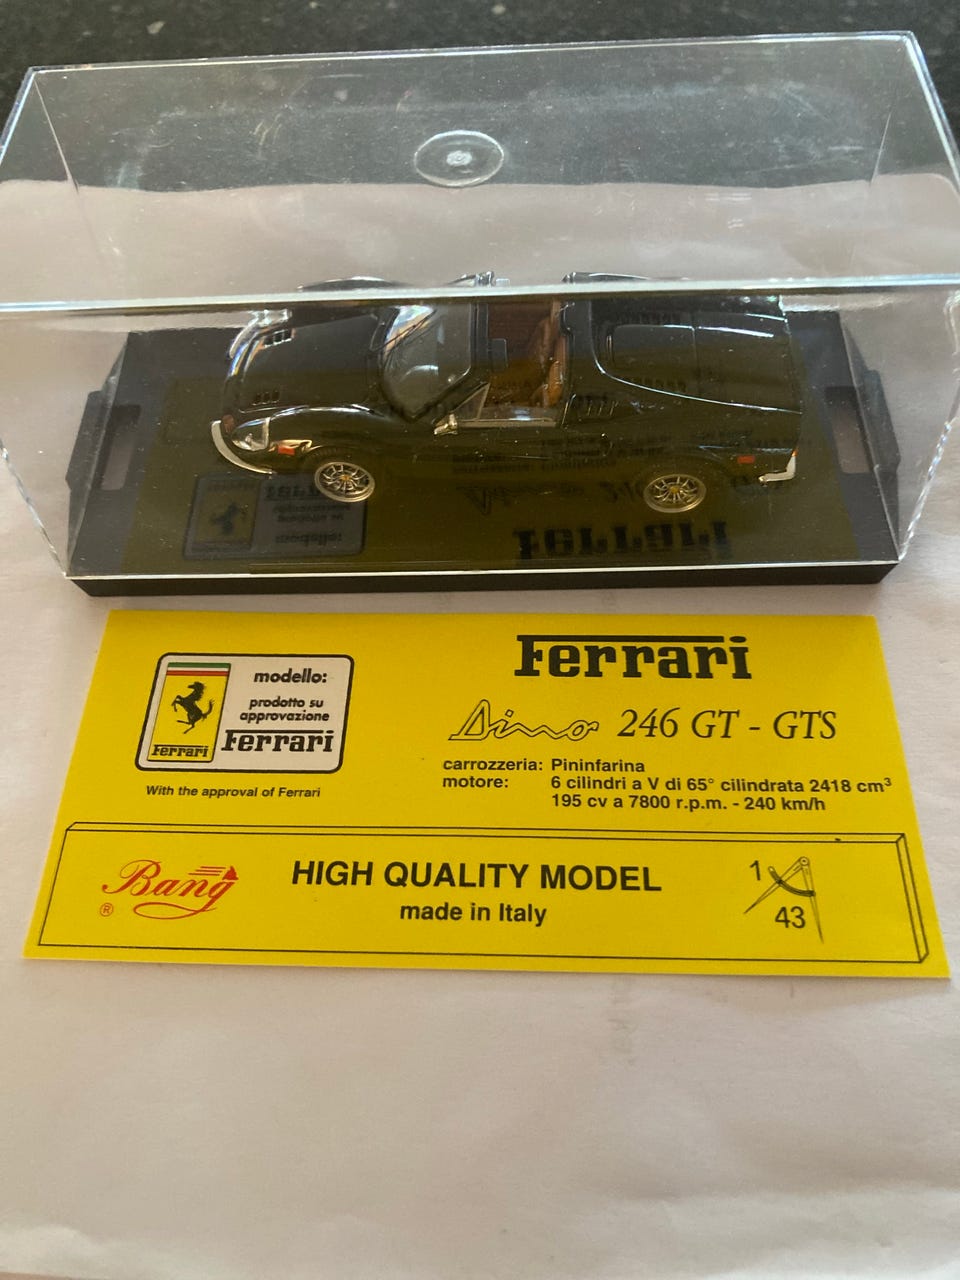 Ferrari
modello:
prodotto su
approvazione
Ferrari
Ferrari
With the approval of Ferrari
Dino 246 GT - GTS
carrozzeria: Pininfarina
motore: 6 cilindri a V di 65° cilindrata 2418 cm³
195 cv a 7800 r.p.m. - 240 km/h
Bang
®
HIGH QUALITY MODEL
made in Italy
1
43